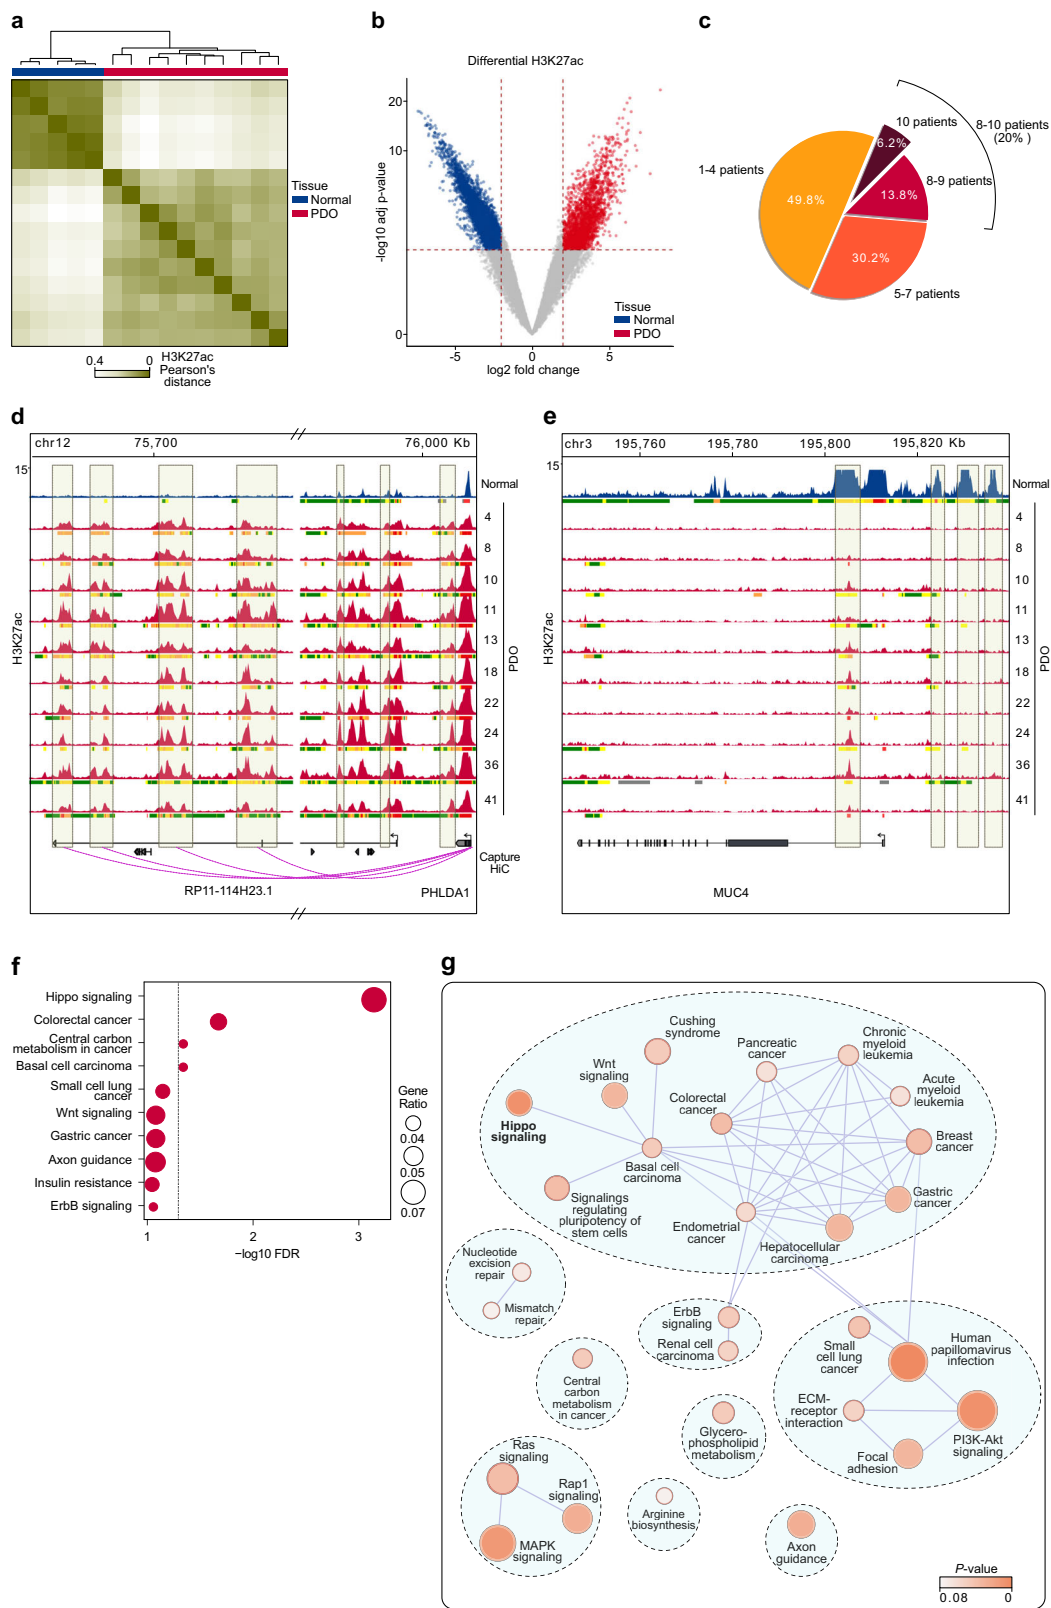 a
Tissue
Normal
PDO
0.4
0
H3K27ac
Pearson's
distance
b
Differential H3K27ac
-log10 adj p-value
20
10
0
-5
0
5
log2 fold change
Tissue
Normal
PDO
c
10 patients
8-10 patients
(20% )
6.2%
1-4 patients
8-9 patients
49.8%
13.8%
30.2%
5-7 patients
d
chr12
75,700
76,000 Kb
15
H3K27ac
Normal
4
8
10
11
13
18
22
24
36
41
PDO
Capture
HiC
RP11-114H23.1
PHLDA1
e
chr3
195,760
195,780
195,800
195,820 Kb
15
H3K27ac
Normal
4
8
10
11
13
18
22
24
36
41
PDO
MUC4
f
Hippo signaling
Colorectal cancer
Central carbon
metabolism in cancer
Basal cell carcinoma
Small cell lung
cancer
Wnt signaling
Gastric cancer
Axon guidance
Insulin resistance
ErbB signaling
1
2
3
−log10 FDR
Gene
Ratio
0.04
0.05
0.07
g
Cushing
syndrome
Pancreatic
cancer
Chronic
myeloid
leukemia
Wnt
signaling
Acute
myeloid
leukemia
Colorectal
cancer
Hippo
signaling
Breast
cancer
Basal cell
carcinoma
Signalings
regulating
pluripotency of
stem cells
Gastric
cancer
Endometrial
cancer
Hepatocellular
carcinoma
Nucleotide
excision
repair
Mismatch
repair
ErbB
signaling
Renal cell
carcinoma
Small
cell lung
cancer
Human
papillomavirus
infection
Central
carbon
metabolism
in cancer
ECM-
receptor
interaction
PI3K-Akt
signaling
Focal
adhesion
Glycero-
phospholipid
metabolism
Ras
signaling
Rap1
signaling
MAPK
signaling
Arginine
biosynthesis
Axon
guidance
P-value
0.08
0